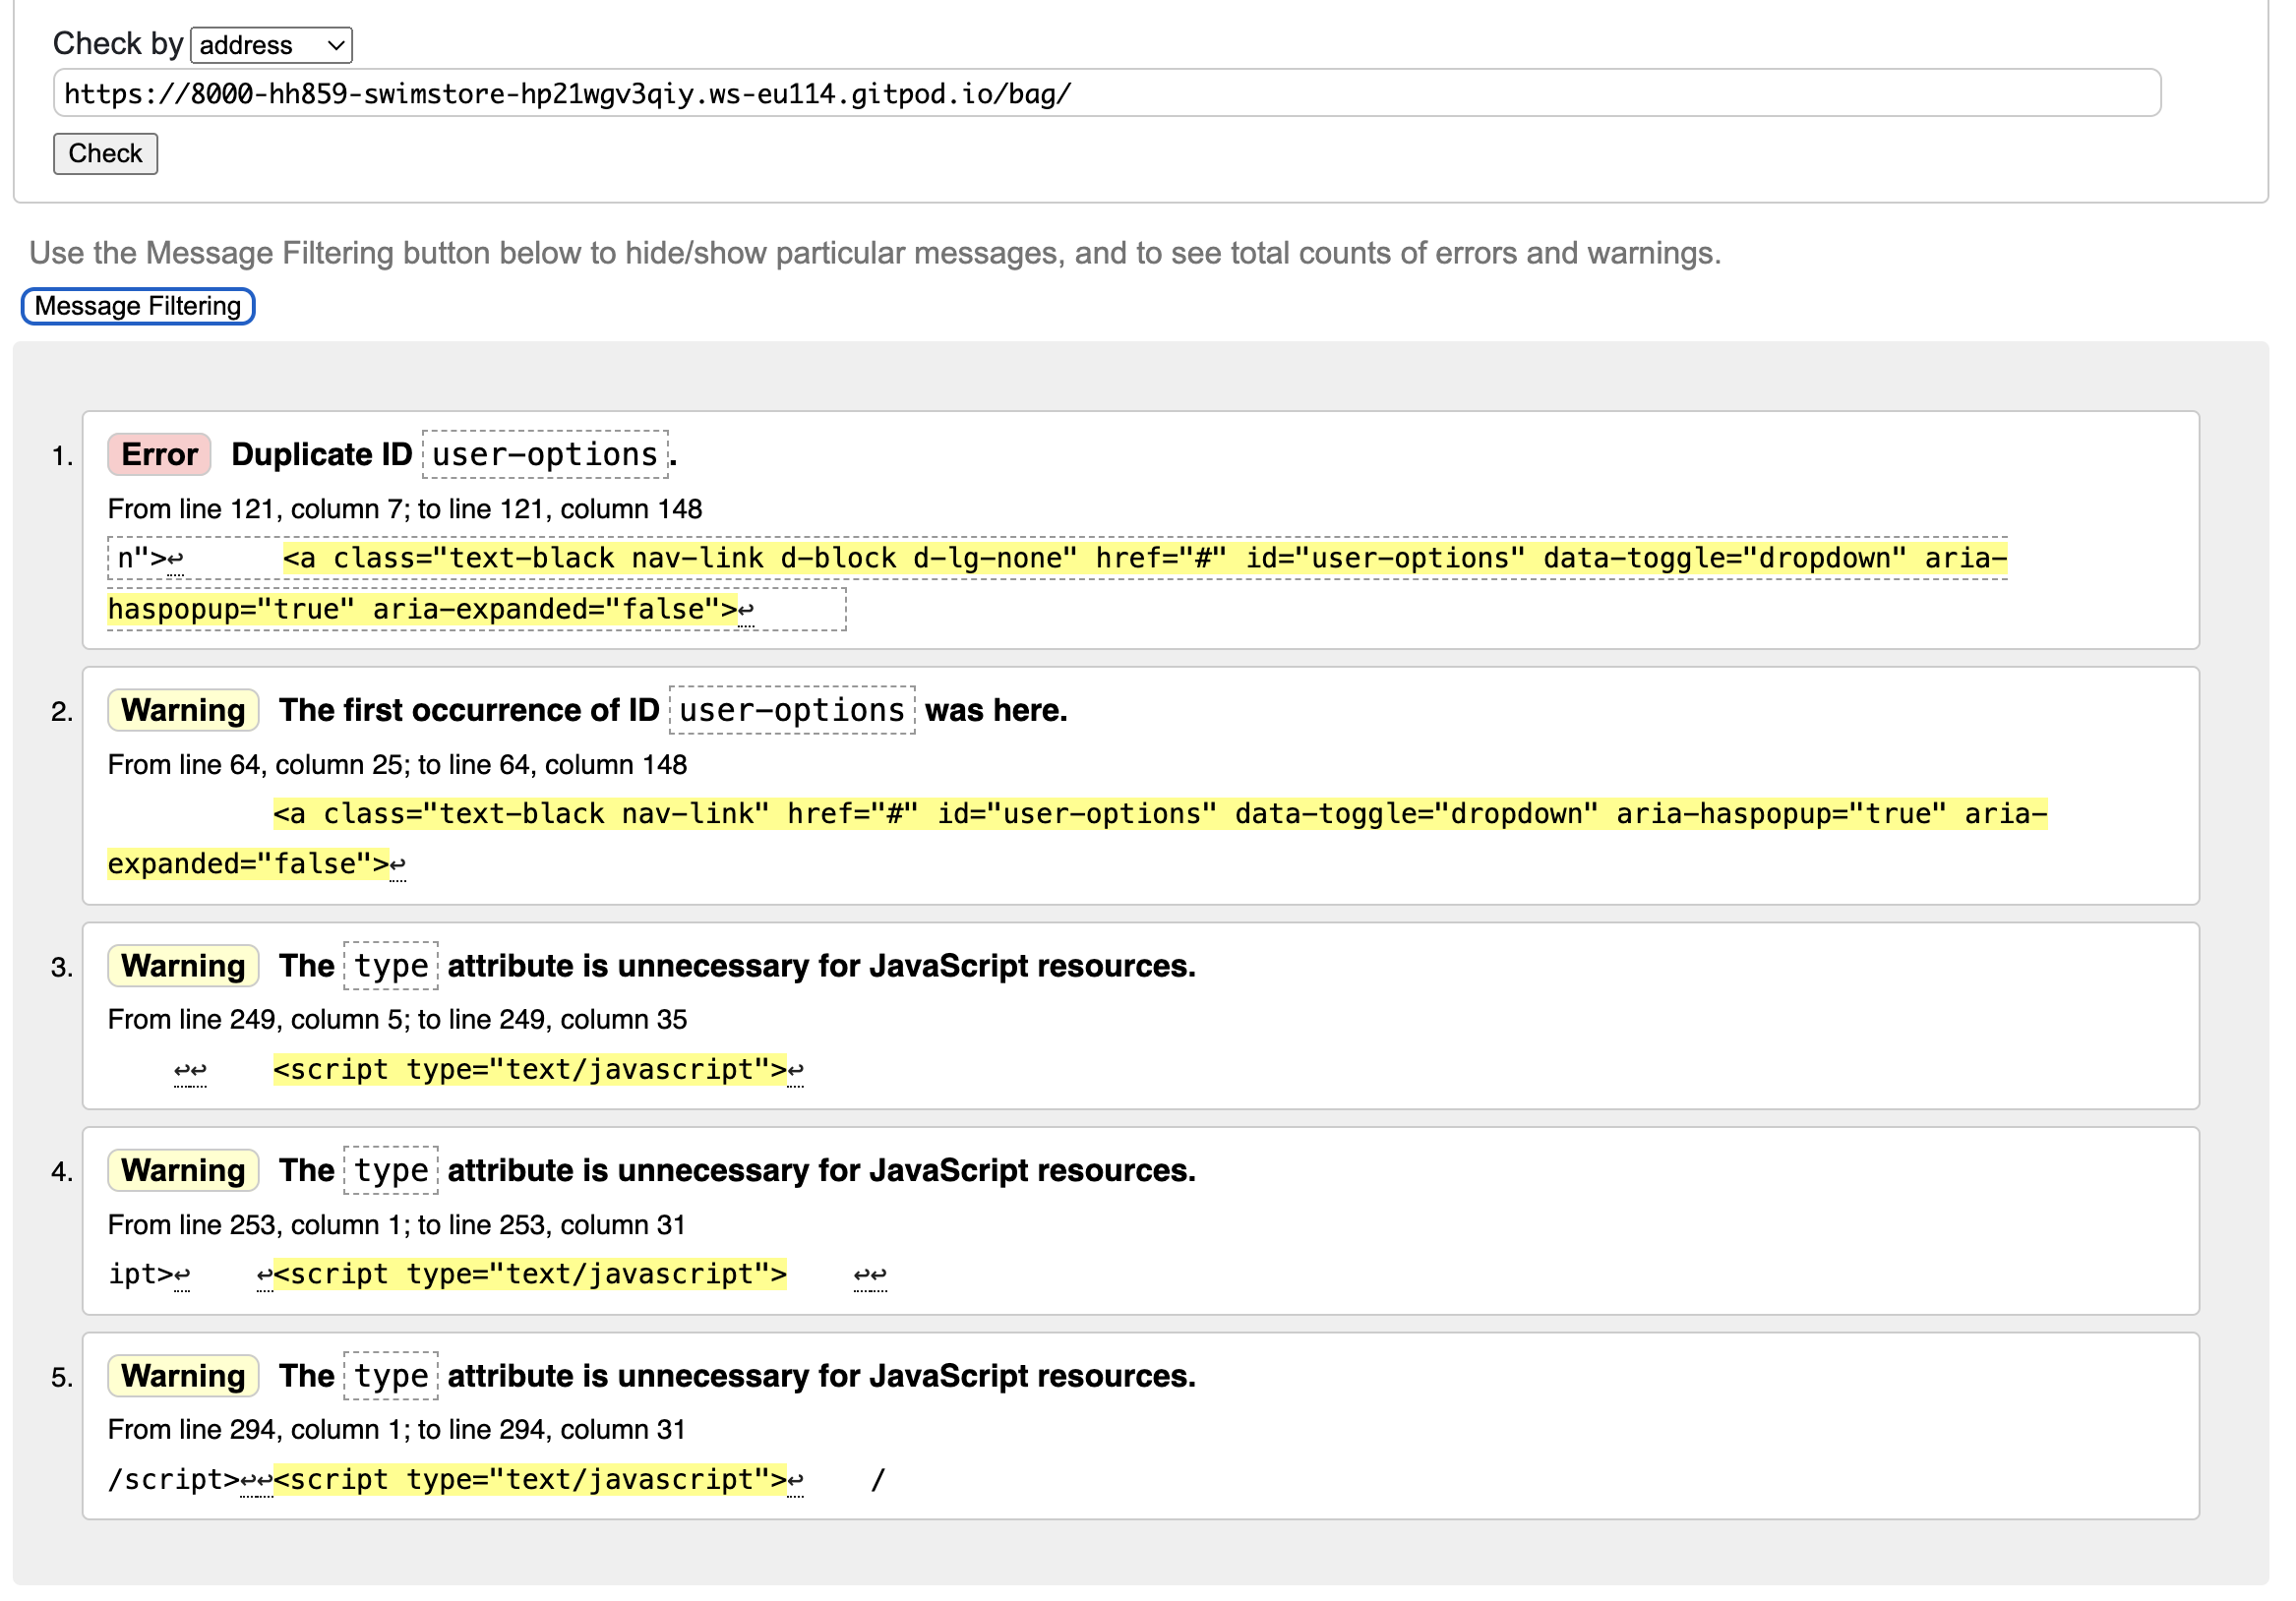 Check by address
https://8000-hh859-swimstore-hp21wgv3qiy.ws-eu114.gitpod.io/bag/
Check
Use the Message Filtering button below to hide/show particular messages, and to see total counts of errors and warnings.
Message Filtering
1. Error Duplicate ID user-options.
From line 121, column 7; to line 121, column 148
n">↩ <a class="text-black nav-link d-block d-lg-none" href="#" id="user-options" data-toggle="dropdown" aria-
haspopup="true" aria-expanded="false">↩
2. Warning The first occurrence of ID user-options was here.
From line 64, column 25; to line 64, column 148
<a class="text-black nav-link" href="#" id="user-options" data-toggle="dropdown" aria-haspopup="true" aria-
expanded="false">↩
3. Warning The type attribute is unnecessary for JavaScript resources.
From line 249, column 5; to line 249, column 35
↩↩ <script type="text/javascript">↩
4. Warning The type attribute is unnecessary for JavaScript resources.
From line 253, column 1; to line 253, column 31
ipt>↩ ↩<script type="text/javascript"> ↩↩
5. Warning The type attribute is unnecessary for JavaScript resources.
From line 294, column 1; to line 294, column 31
/script>↩↩<script type="text/javascript">↩ /